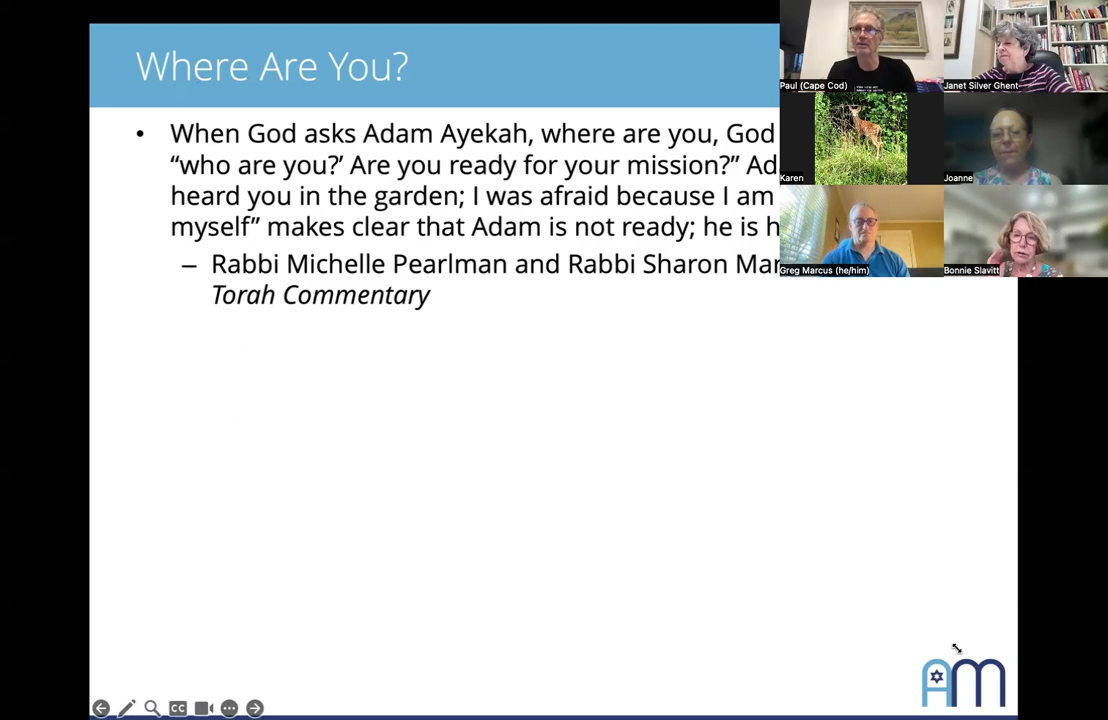 Where Are You?
• When God asks Adam Ayekah, where are you, God
“who are you?’ Are you ready for your mission?” Ad
heard you in the garden; I was afraid because I am
myself” makes clear that Adam is not ready; he is h
– Rabbi Michelle Pearlman and Rabbi Sharon Mar
Torah Commentary
Paul (Cape Cod)
Janet Silver Ghent
Karen
Joanne
Greg Marcus (he/him)
Bonnie Slavitt
AM
CC